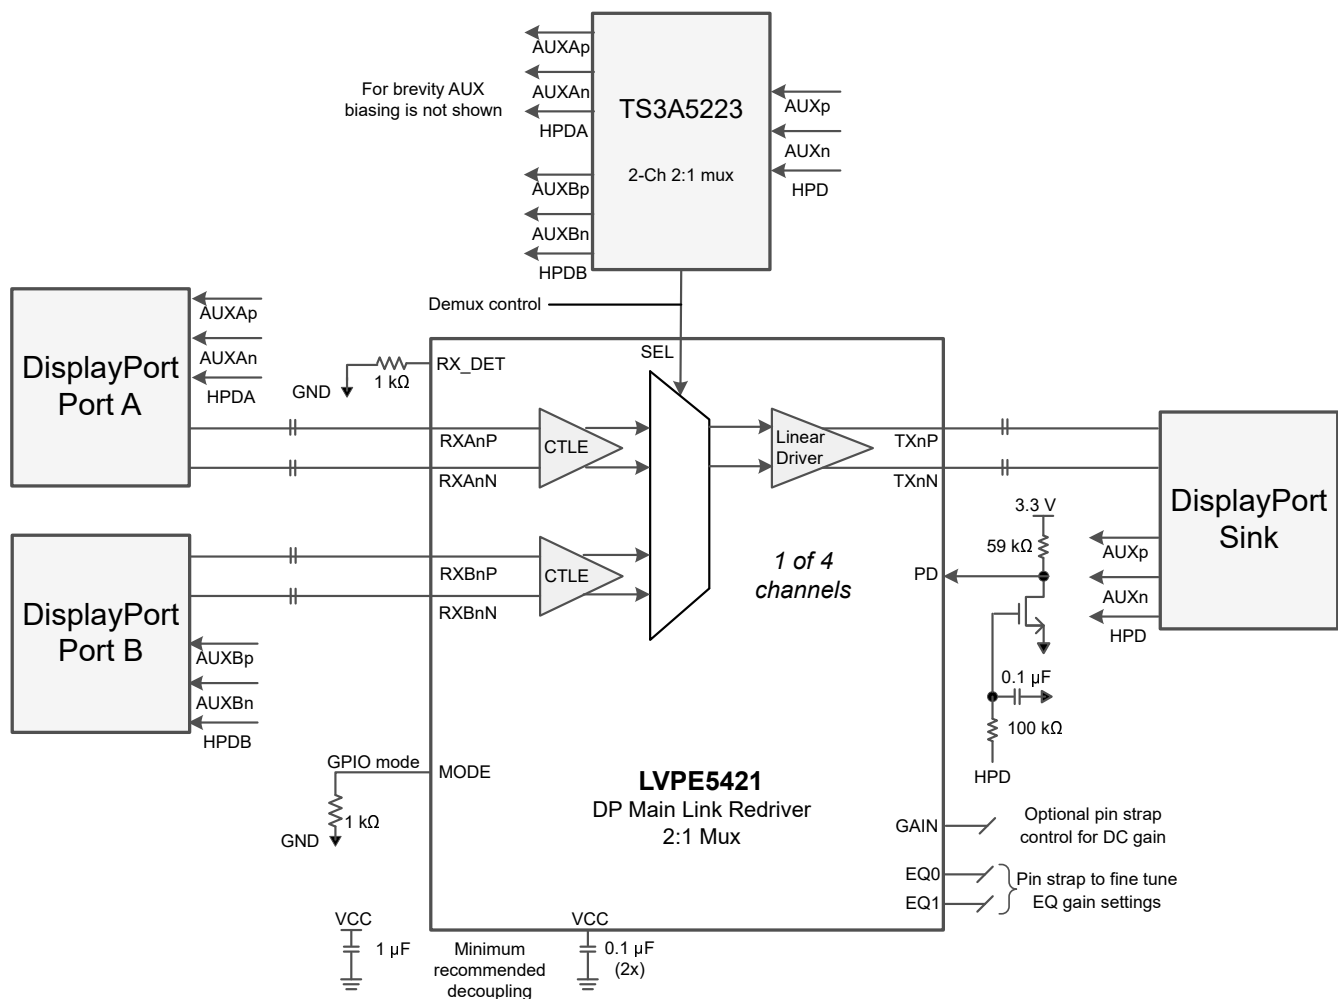 AUXAp
AUXAn
HPDA
AUXBp
AUXBn
HPDB
For brevity AUX
biasing is not shown
TS3A5223
2-Ch 2:1 mux
AUXp
AUXn
HPD
Demux control
DisplayPort
Port A
AUXAp
AUXAn
HPDA
GND
1 kΩ
RX_DET
SEL
RXAnP
RXAnN
CTLE
Linear
Driver
TXnP
TXnN
DisplayPort
Sink
AUXp
AUXn
HPD
DisplayPort
Port B
AUXBp
AUXBn
HPDB
RXBnP
RXBnN
CTLE
1 of 4
channels
PD
3.3 V
59 kΩ
0.1 µF
100 kΩ
HPD
GPIO mode
MODE
1 kΩ
GND
LVPE5421
DP Main Link Redriver
2:1 Mux
GAIN
Optional pin strap
control for DC gain
EQ0
EQ1
Pin strap to fine tune
EQ gain settings
VCC
1 µF
Minimum
recommended
decoupling
VCC
0.1 µF
(2x)